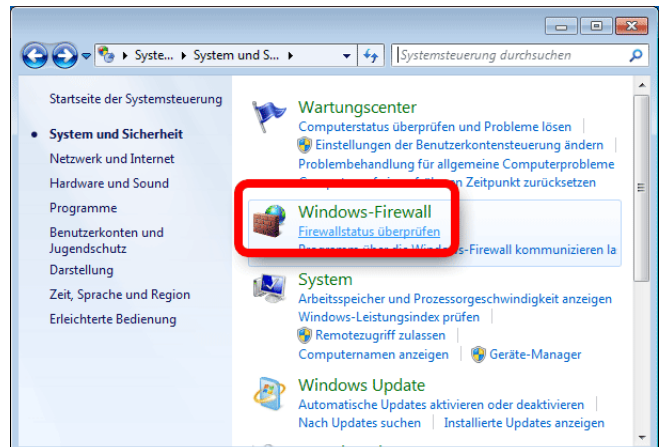 Syste... System und S...
Systemsteuerung durchsuchen
Startseite der Systemsteuerung
System und Sicherheit
Netzwerk und Internet
Hardware und Sound
Programme
Benutzerkonten und
Jugendschutz
Darstellung
Zeit, Sprache und Region
Erleichterte Bedienung
Wartungscenter
Computerstatus überprüfen und Probleme lösen
Einstellungen der Benutzerkontensteuerung ändern
Problembehandlung für allgemeine Computerprobleme
Zeitpunkt zurücksetzen
Windows-Firewall
Firewallstatus überprüfen
Programm über die Windows-Firewall kommunizieren la
System
Arbeitsspeicher und Prozessorgeschwindigkeit anzeigen
Windows-Leistungsindex prüfen
Remotezugriff zulassen
Computernamen anzeigen Geräte-Manager
Windows Update
Automatische Updates aktivieren oder deaktivieren
Nach Updates suchen Installierte Updates anzeigen